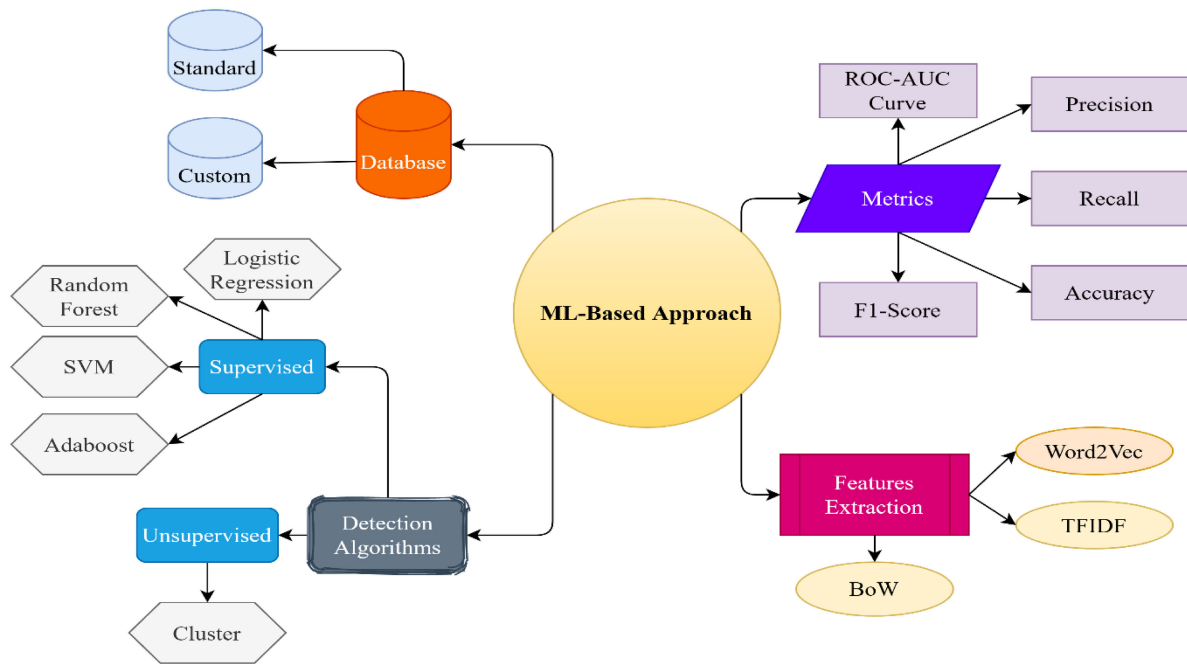 Standard
Custom
Database
ROC-AUC
Curve
Precision
Metrics
Recall
F1-Score
Accuracy
ML-Based Approach
Logistic
Regression
Random
Forest
SVM
Supervised
Adaboost
Unsupervised
Detection
Algorithms
Cluster
Features
Extraction
Word2Vec
TFIDF
BoW